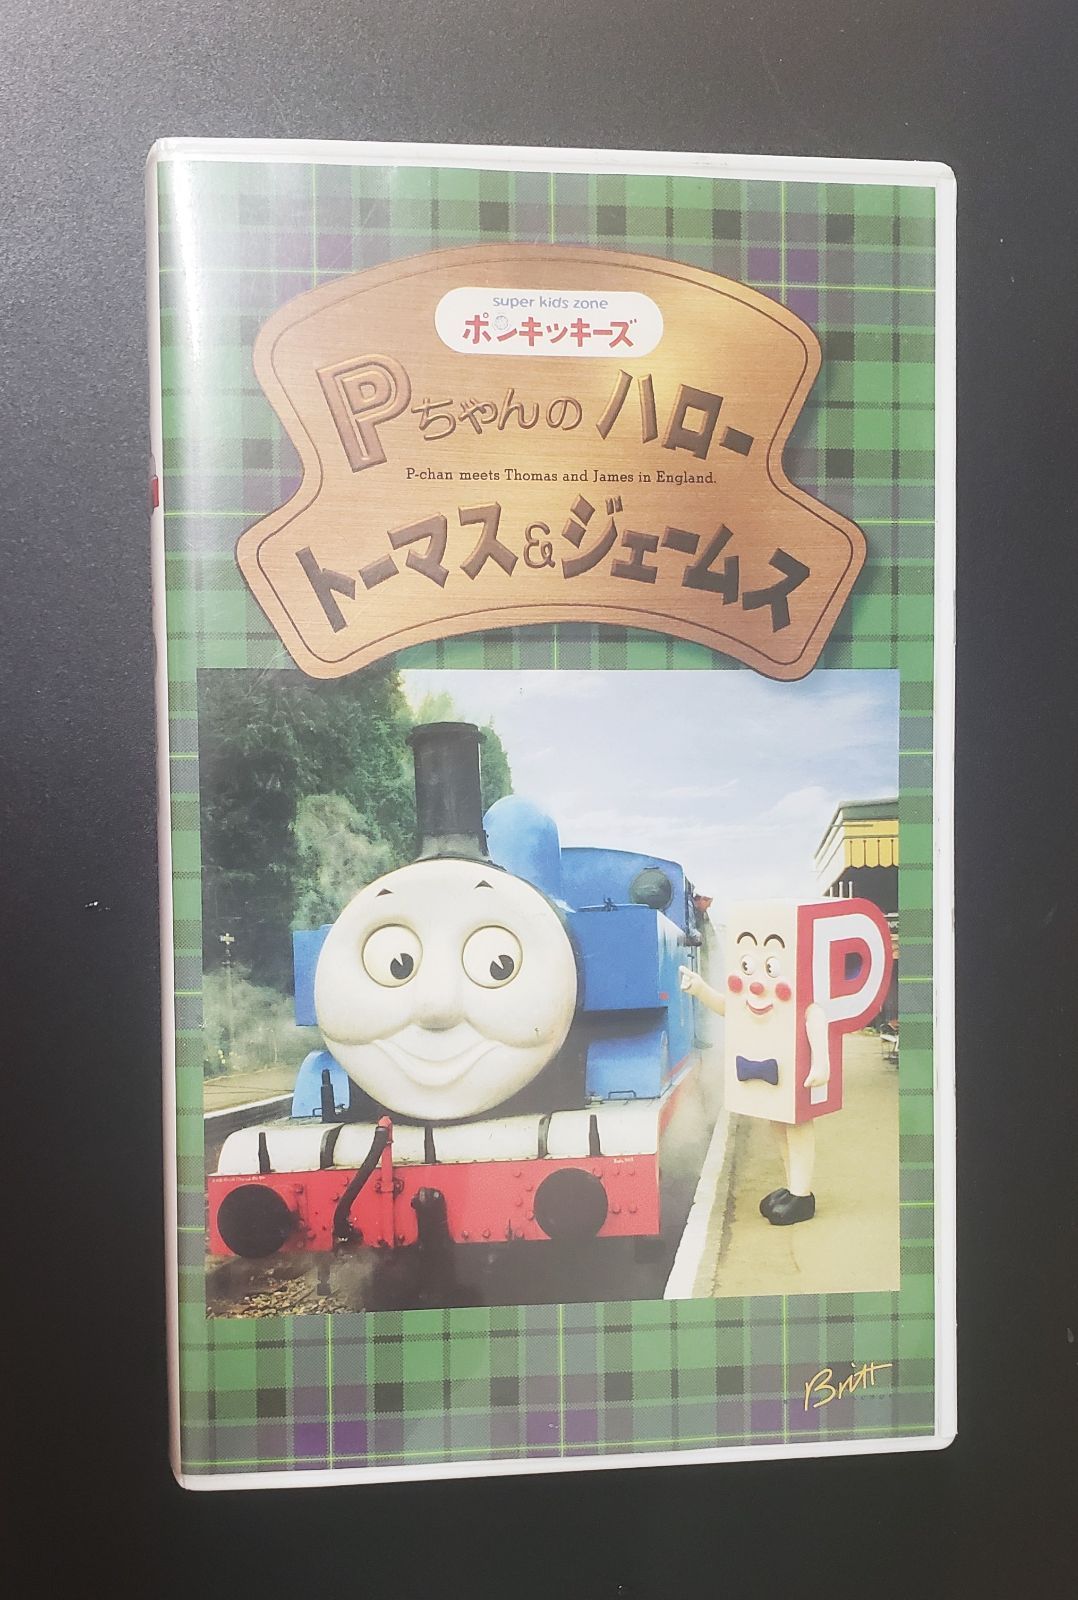 super kids zone
ポンキッキーズ
Pちゃんの ハロー
P-chan meets Thomas and James in England.
トーマス&ジェームス
P
Britt